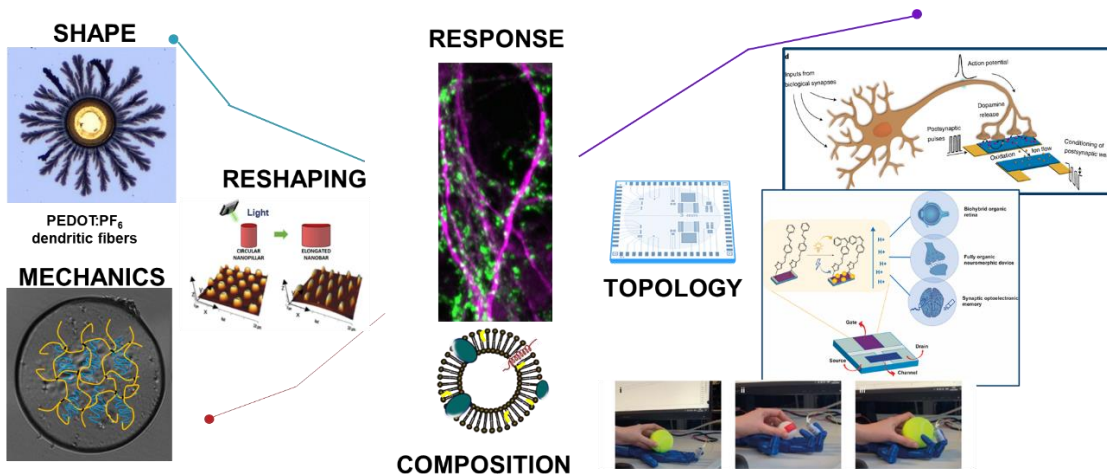 SHAPE
PEDOT:PF6
dendritic fibers
MECHANICS
RESHAPING
Light
CIRCULAR
NANOPILLAR
ELONGATED
NANOBAR
RESPONSE
COMPOSITION
TOPOLOGY
Inputs from
biological synapses
Action potential
Dopamine
release
Postsynaptic
pulses
Oxidation
Ion flow
Conditioning of
postsynaptic
Biohybrid organic
retina
H+
H+
H+
H+
Fully organic
neuromorphic device
Synaptic optoelectronic
memory
Gate
Source
Drain
Channel
i
ii
iii